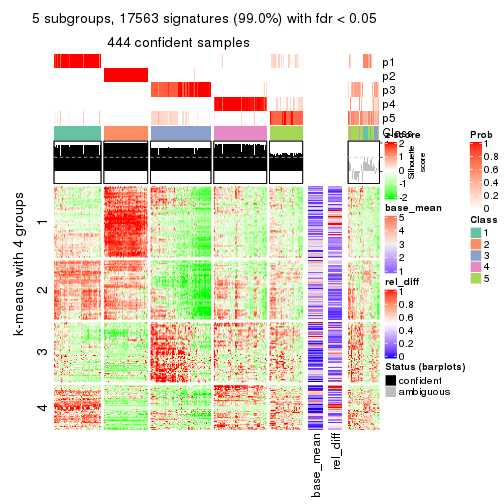 5 subgroups, 17563 signatures (99.0%) with fdr < 0.05
444 confident samples
p1
p2
p3
p4
p5
Class
z-score
2
1
0
-1
-2
Silhouette
score
Prob
1
0.8
0.6
0.4
0.2
0
base_mean
5
4
3
2
1
Class
1
2
3
4
5
rel_diff
1
0.8
0.6
0.4
0.2
0
Status (barplots)
confident
ambiguous
k-means with 4 groups
1
2
3
4
base_mean
rel_diff